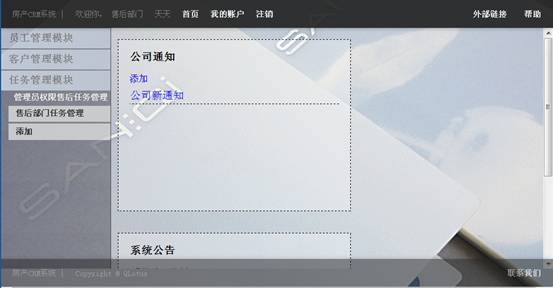 房产CRM系统 | 欢迎你, 售后部门 天天 首页 我的账户 注销 外部链接 帮助
员工管理模块
客户管理模块
任务管理模块
管理员权限售后任务管理
售后部门任务管理
添加
公司通知
添加
公司新通知
系统公告
房产CRM系统 | Copyright @ QLotus 联系我们